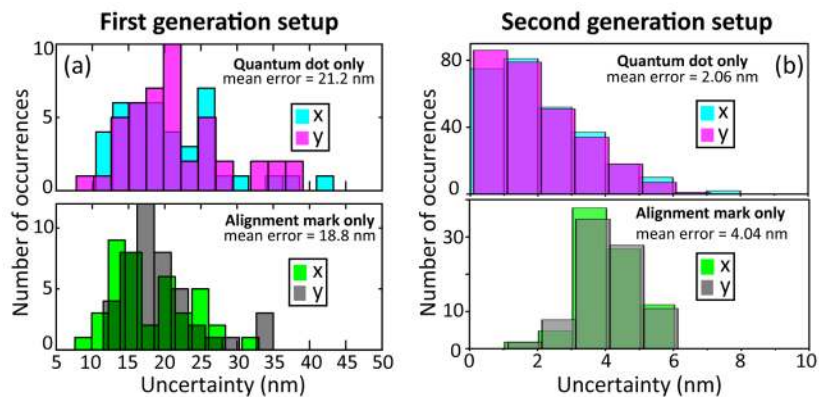 First generation setup
Second generation setup
Number of occurrences
(a)
Quantum dot only
mean error = 21.2 nm
x
y
10
5
0
Alignment mark only
mean error = 18.8 nm
x
y
10
5
0
5 10 15 20 25 30 35 40 45 50
Uncertainty (nm)
Number of occurrences
(b)
Quantum dot only
mean error = 2.06 nm
x
y
80
40
0
Alignment mark only
mean error = 4.04 nm
x
y
30
10
0
0 2 4 6 8 10
Uncertainty (nm)